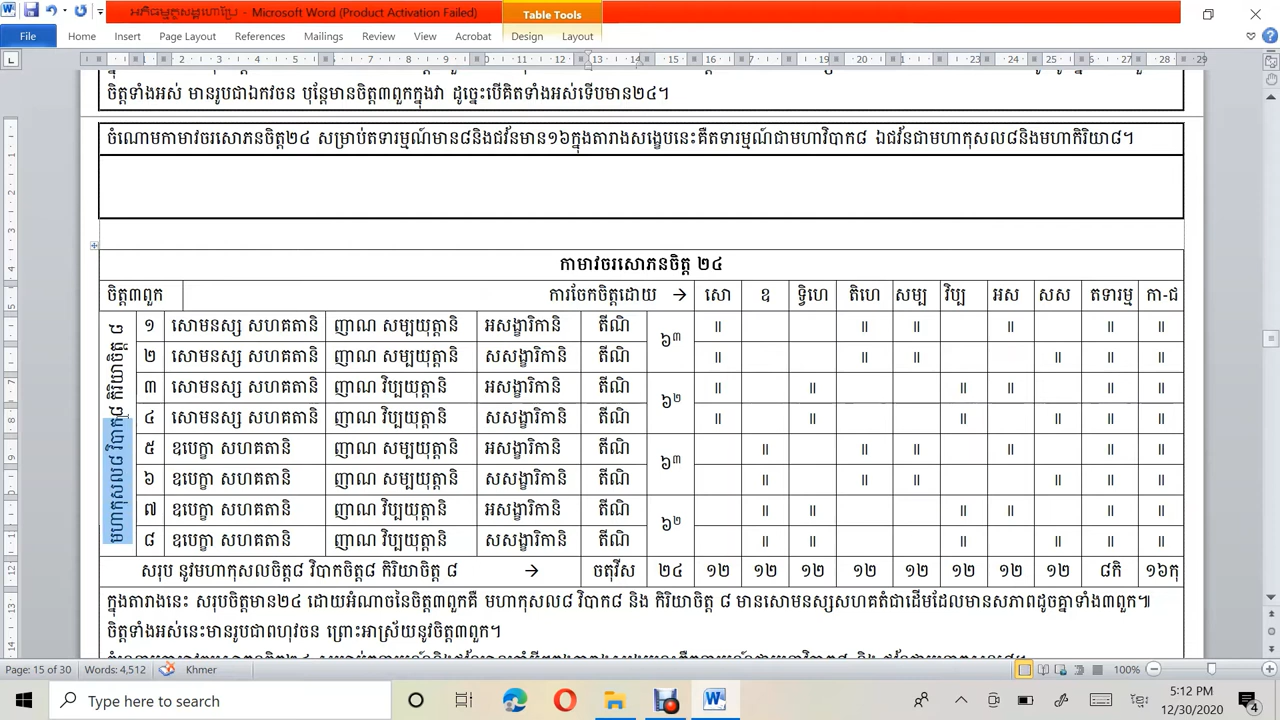 អភិធម្មត្ថសង្គហោប្រែ - Microsoft Word (Product Activation Failed)
Table Tools
File Home Insert Page Layout References Mailings Review View Acrobat Design Layout
ចិត្តទាំងអស់ មានរូបជាឯកវចន ប៉ុន្តែមានចិត្ត៣ពួកក្នុងវា ដូច្នេះបើគិតទាំងអស់ទើបមាន២៤។
ចំណោមកាមាវចរសោភនចិត្ត២៤ សម្រាប់តទារម្មណ៍មាន៨និងជវ័នមាន១៦ក្នុងតារាងសង្ខេបនេះគឺតទារម្មណ៍ជាមហាវិបាក៨ ឯជវ័នជាមហាកុសល៨និងមហាកិរិយា៨។
កាមាវចរសោភនចិត្ត ២៤
ចិត្ត៣ពួក ការចែកចិត្តដោយ → សោ ឧ ទ្វិហេ តិហេ សម្ប វិប្ប អស សស តទារម្ម កា-ជ
មហាកុសល៨ វិបាក៨ កិរិយាចិត្ត ៨
១ សោមនស្ស សហគតានិ ញាណ សម្បយុត្តានិ អសង្ខារិកានិ តីណិ ៦៣ ॥ ॥ ॥ ॥ ॥ ॥
២ សោមនស្ស សហគតានិ ញាណ សម្បយុត្តានិ សសង្ខារិកានិ តីណិ ॥ ॥ ॥ ॥ ॥ ॥
៣ សោមនស្ស សហគតានិ ញាណ វិប្បយុត្តានិ អសង្ខារិកានិ តីណិ ៦២ ॥ ॥ ॥ ॥ ॥ ॥
៤ សោមនស្ស សហគតានិ ញាណ វិប្បយុត្តានិ សសង្ខារិកានិ តីណិ ॥ ॥ ॥ ॥ ॥ ॥
៥ ឧបេក្ខា សហគតានិ ញាណ សម្បយុត្តានិ អសង្ខារិកានិ តីណិ ៦៣ ॥ ॥ ॥ ॥ ॥ ॥
៦ ឧបេក្ខា សហគតានិ ញាណ សម្បយុត្តានិ សសង្ខារិកានិ តីណិ ॥ ॥ ॥ ॥ ॥ ॥
៧ ឧបេក្ខា សហគតានិ ញាណ វិប្បយុត្តានិ អសង្ខារិកានិ តីណិ ៦២ ॥ ॥ ॥ ॥ ॥ ॥
៨ ឧបេក្ខា សហគតានិ ញាណ វិប្បយុត្តានិ សសង្ខារិកានិ តីណិ ॥ ॥ ॥ ॥ ॥ ॥
សរុប នូវមហាកុសលចិត្ត៨ វិបាកចិត្ត៨ កិរិយាចិត្ត ៨ → ចតុវីស ២៤ ១២ ១២ ១២ ១២ ១២ ១២ ១២ ១២ ៨កិ ១៦កុ
ក្នុងតារាងនេះ សរុបចិត្តមាន២៤ ដោយអំណាចនៃចិត្ត៣ពួកគឺ មហាកុសល៨ វិបាក៨ និង កិរិយាចិត្ត ៨ មានសោមនស្សសហគតំជាដើមដែលមានសភាពដូចគ្នាទាំង៣ពួក៕
ចិត្តទាំងអស់នេះមានរូបជាពហុវចន ព្រោះអាស្រ័យនូវចិត្ត៣ពួក។
Page: 15 of 30 Words: 4,512 Khmer 100%
Type here to search
5:12 PM
12/30/2020
4